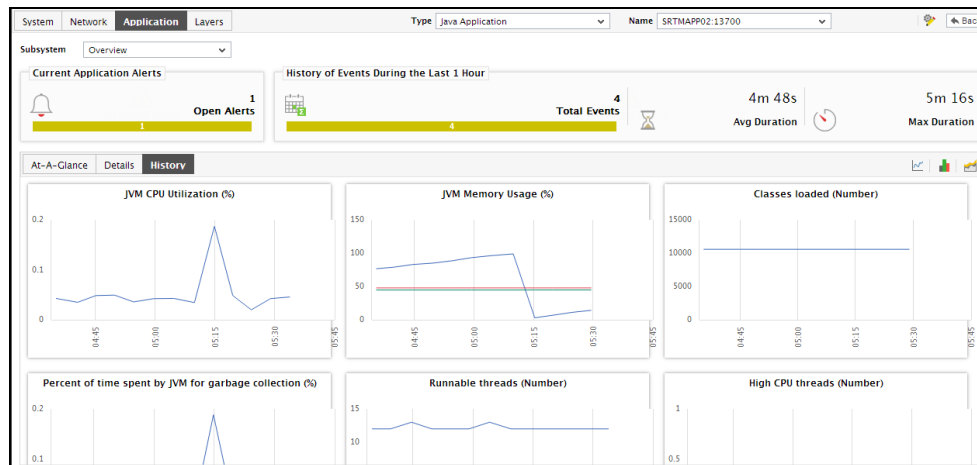 System Network Application Layers Type Java Application Name SRTMAPP02:13700 Back
Subsystem Overview
Current Application Alerts
1
Open Alerts
1
History of Events During the Last 1 Hour
4
Total Events
4
4m 48s
Avg Duration
5m 16s
Max Duration
At-A-Glance Details History
JVM CPU Utilization (%)
0.2
0.1
0
04:45 05:00 05:15 05:30 05:45
JVM Memory Usage (%)
150
100
50
0
04:45 05:00 05:15 05:30 05:45
Classes loaded (Number)
15000
10000
5000
0
04:45 05:00 05:15 05:30 05:45
Percent of time spent by JVM for garbage collection (%)
0.2
0.1
Runnable threads (Number)
15
10
High CPU threads (Number)
1
0.5